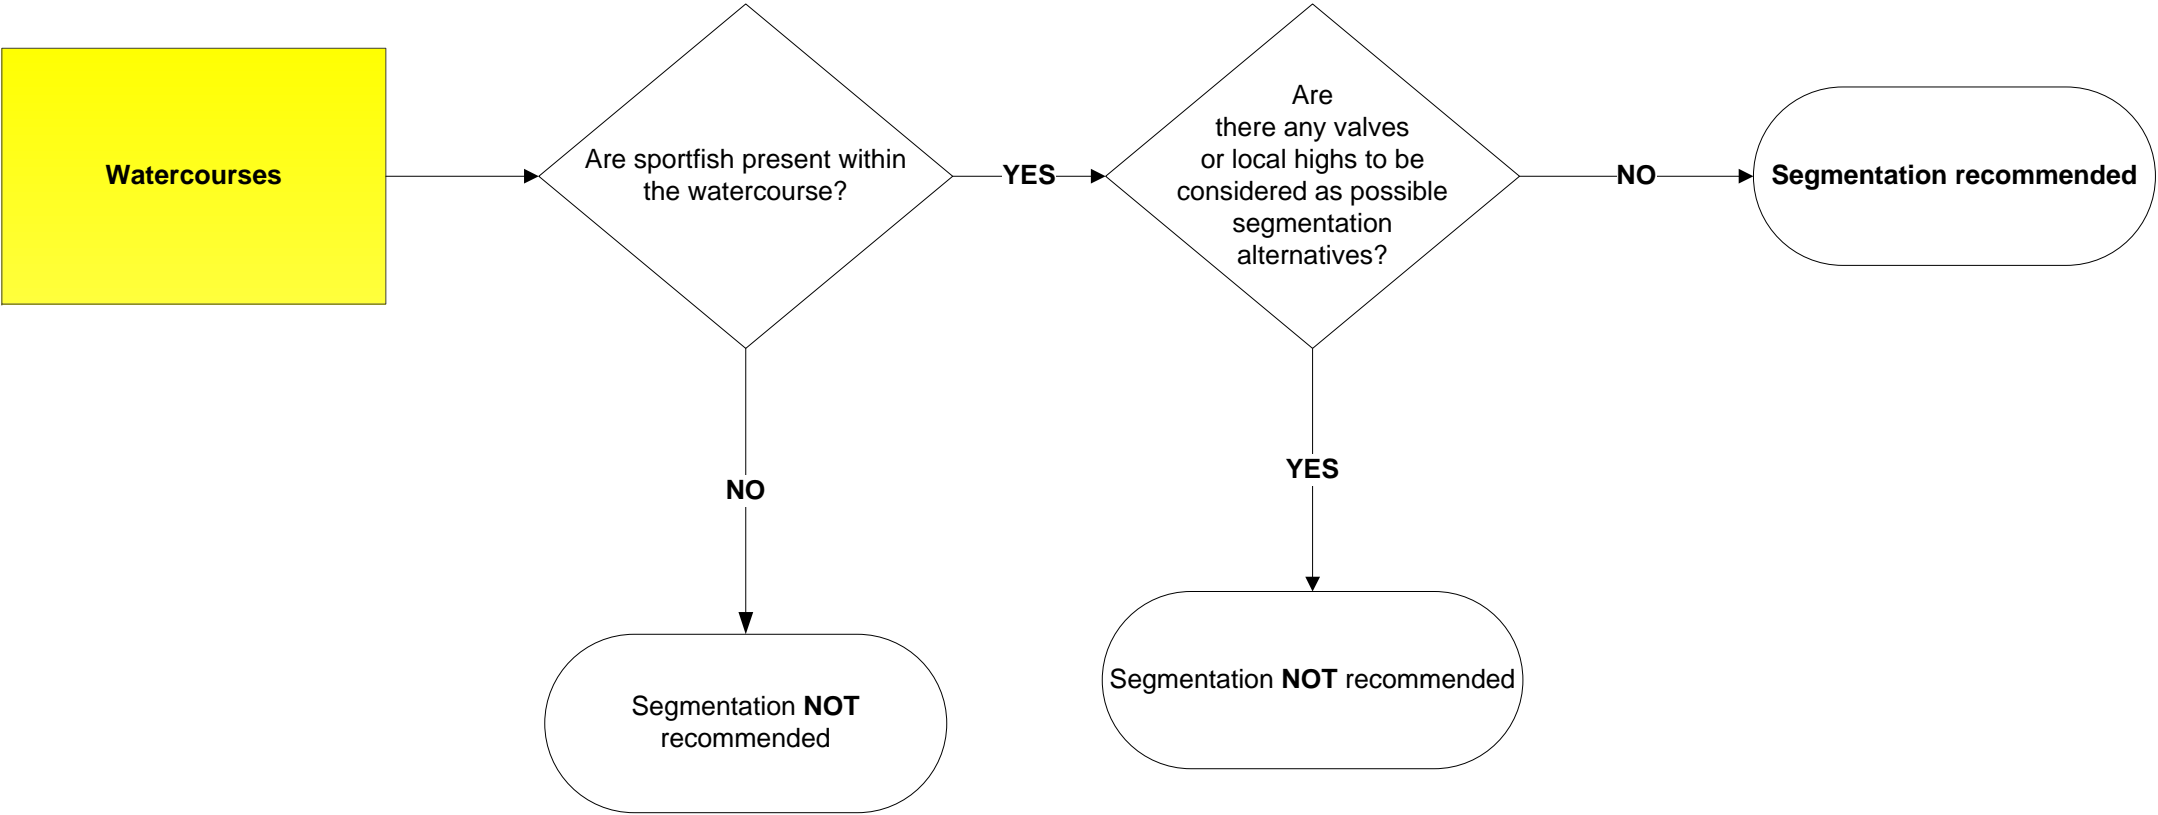 Watercourses
Are sportfish present within
the watercourse?
YES
Are
there any valves
or local highs to be
considered as possible
segmentation
alternatives?
NO
Segmentation recommended
NO
YES
Segmentation NOT
recommended
Segmentation NOT recommended